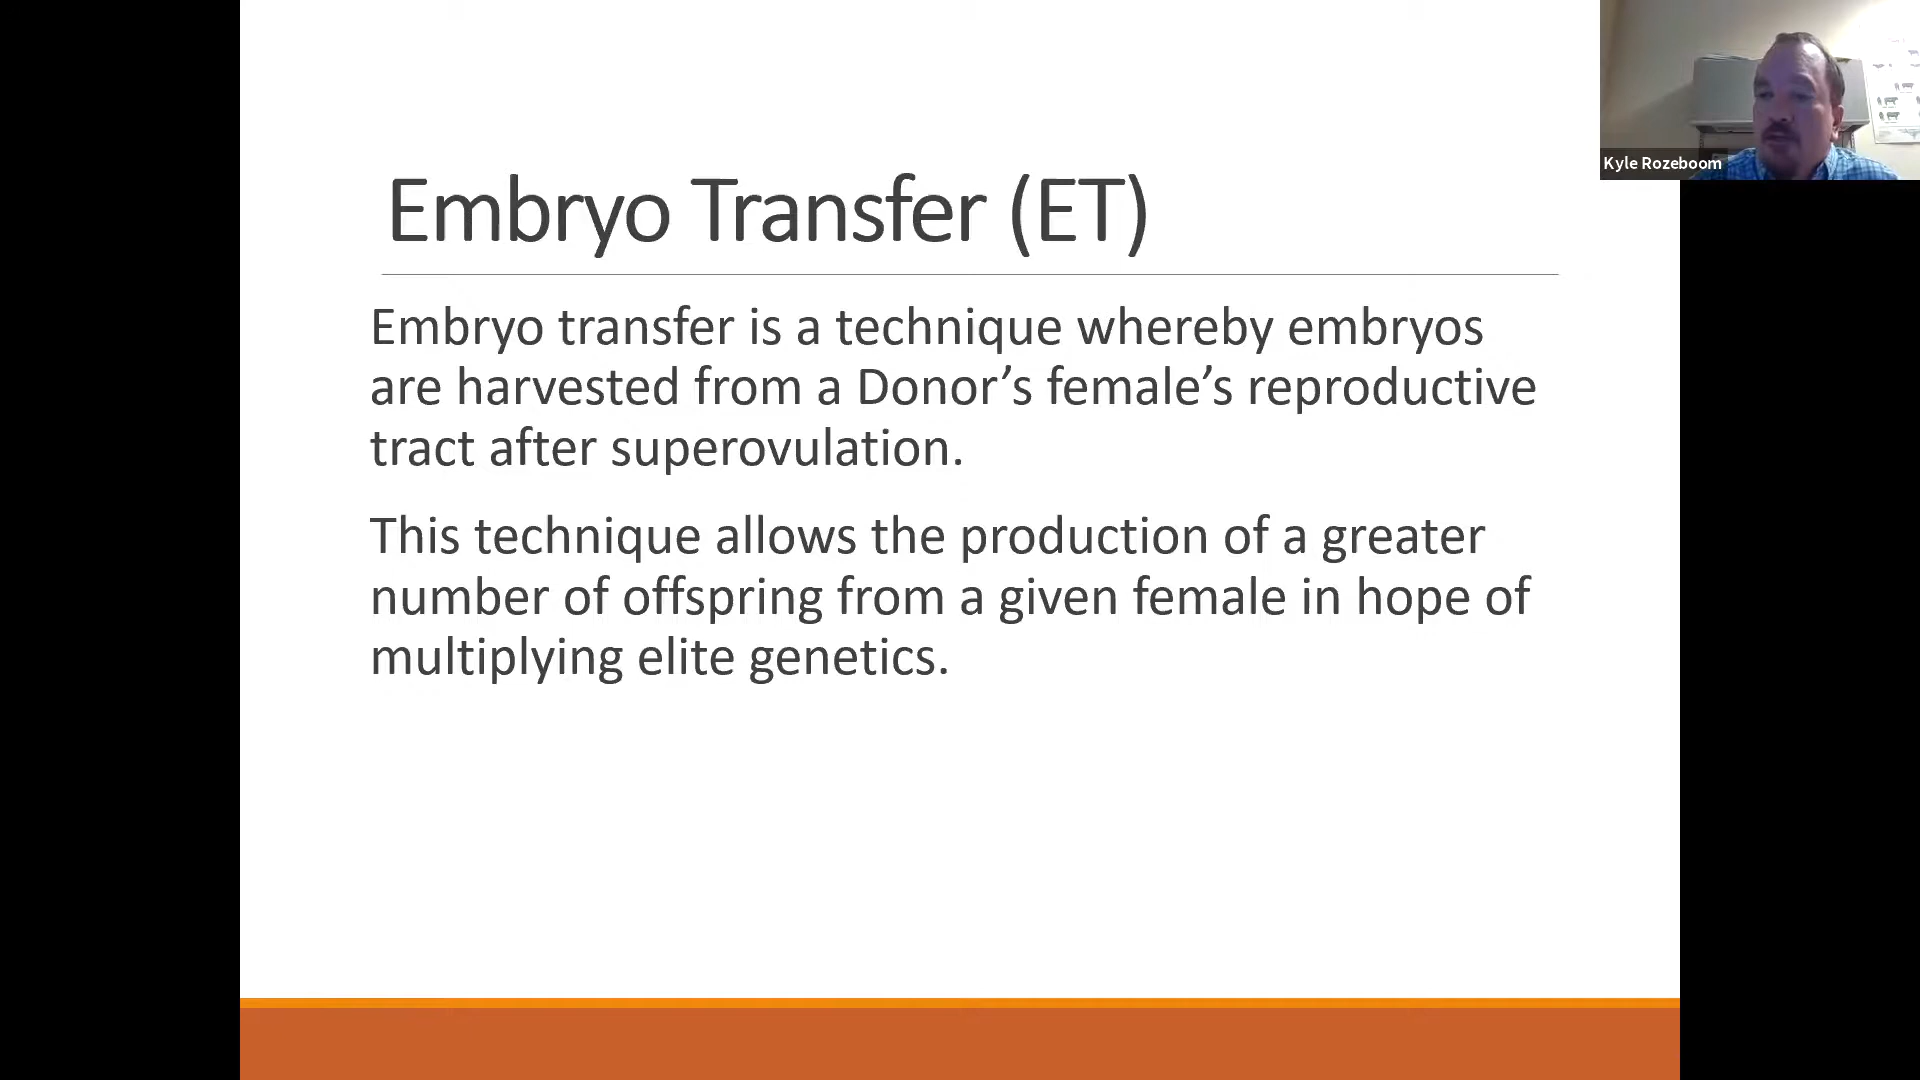 Embryo Transfer (ET)
Embryo transfer is a technique whereby embryos
are harvested from a Donor’s female’s reproductive
tract after superovulation.
This technique allows the production of a greater
number of offspring from a given female in hope of
multiplying elite genetics.
Kyle Rozeboom